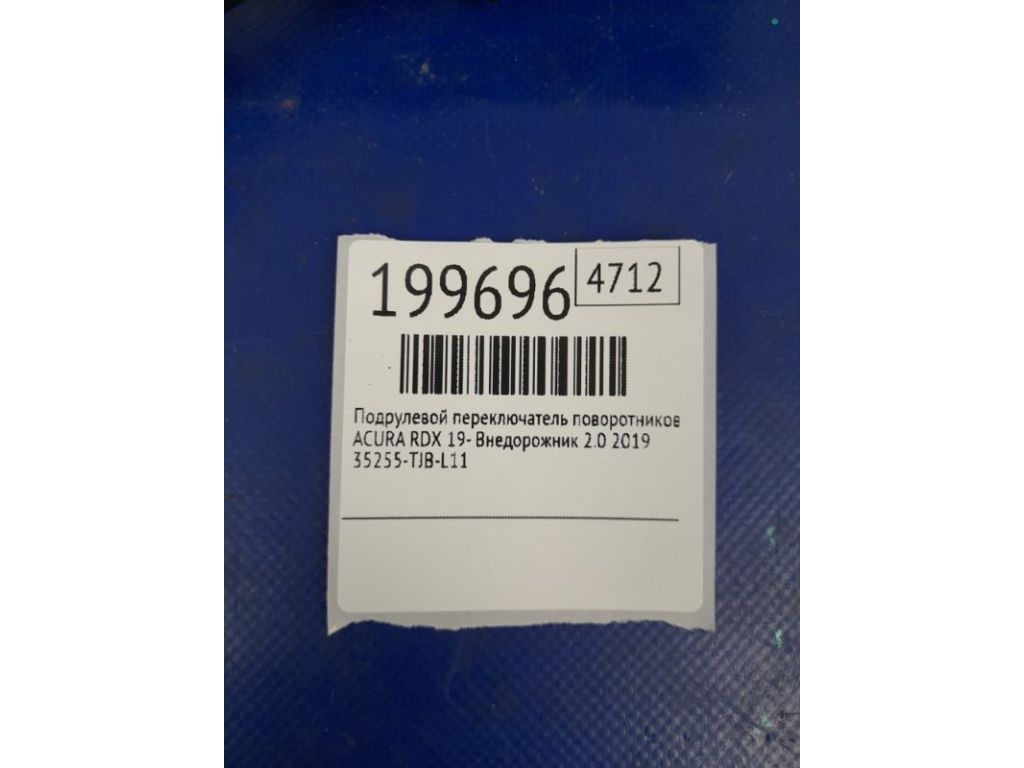 199696 4712
Подрулевой переключатель поворотников
ACURA RDX 19- Внедорожник 2.0 2019
35255-TJB-L11